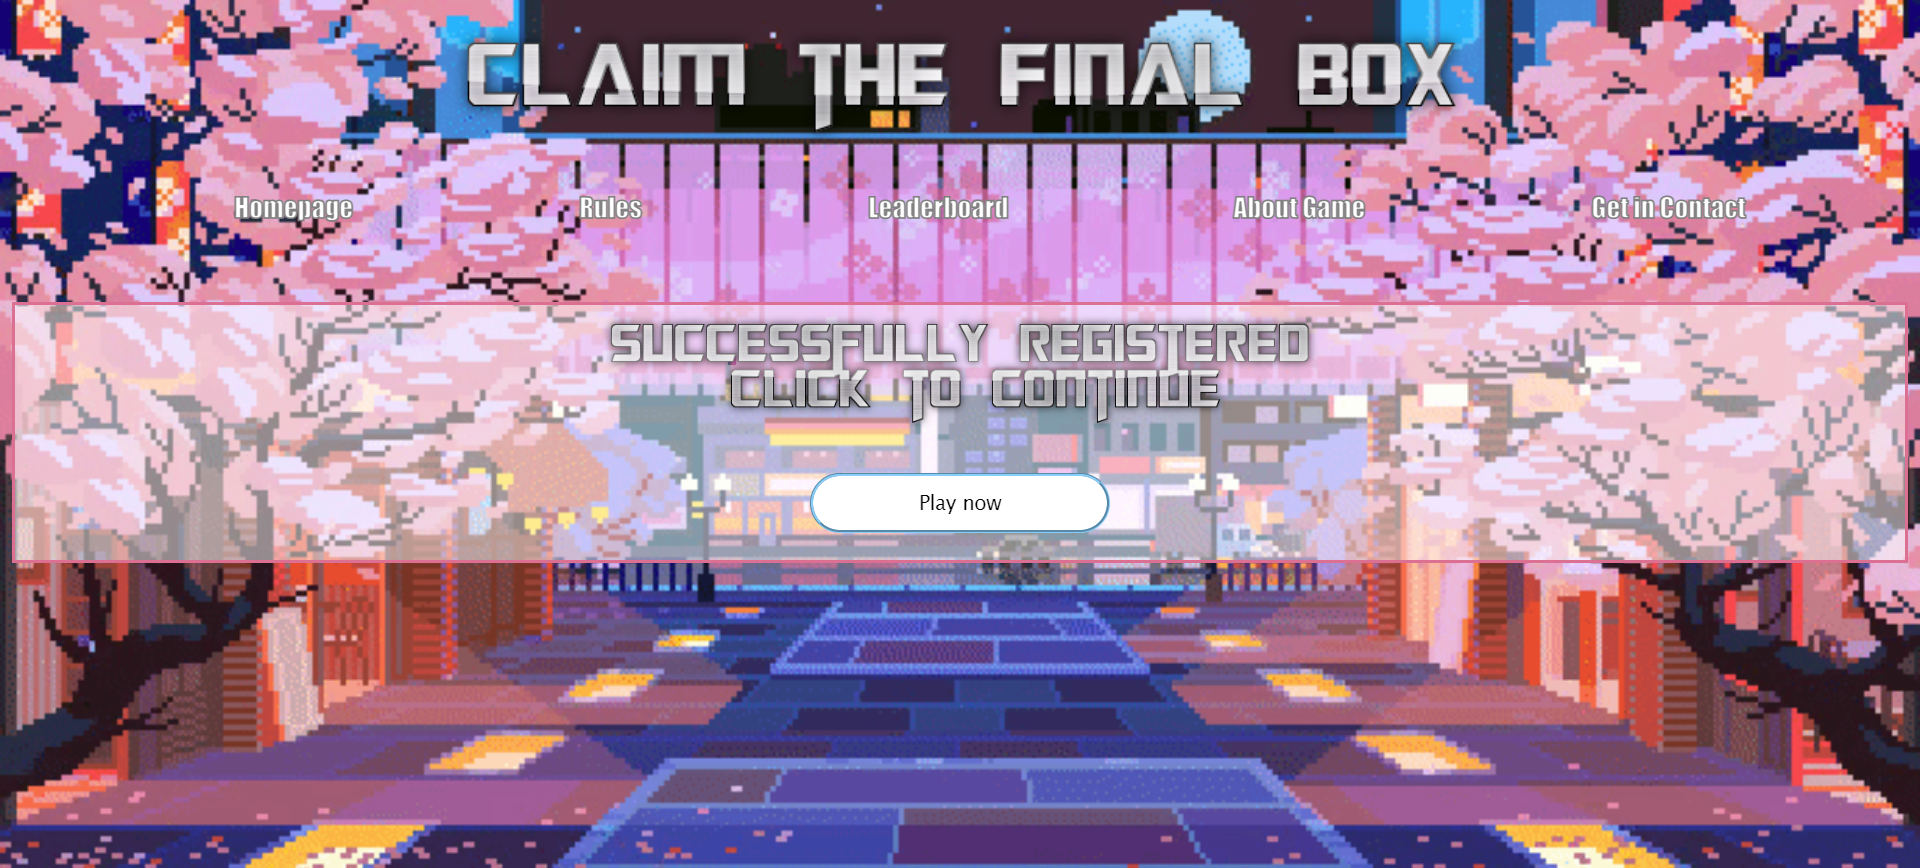 CLAIM THE FINAL BOX
Homepage Rules Leaderboard About Game Get in Contact
SUCCESSFULLY REGISTERED
CLICK TO CONTINUE
Play now